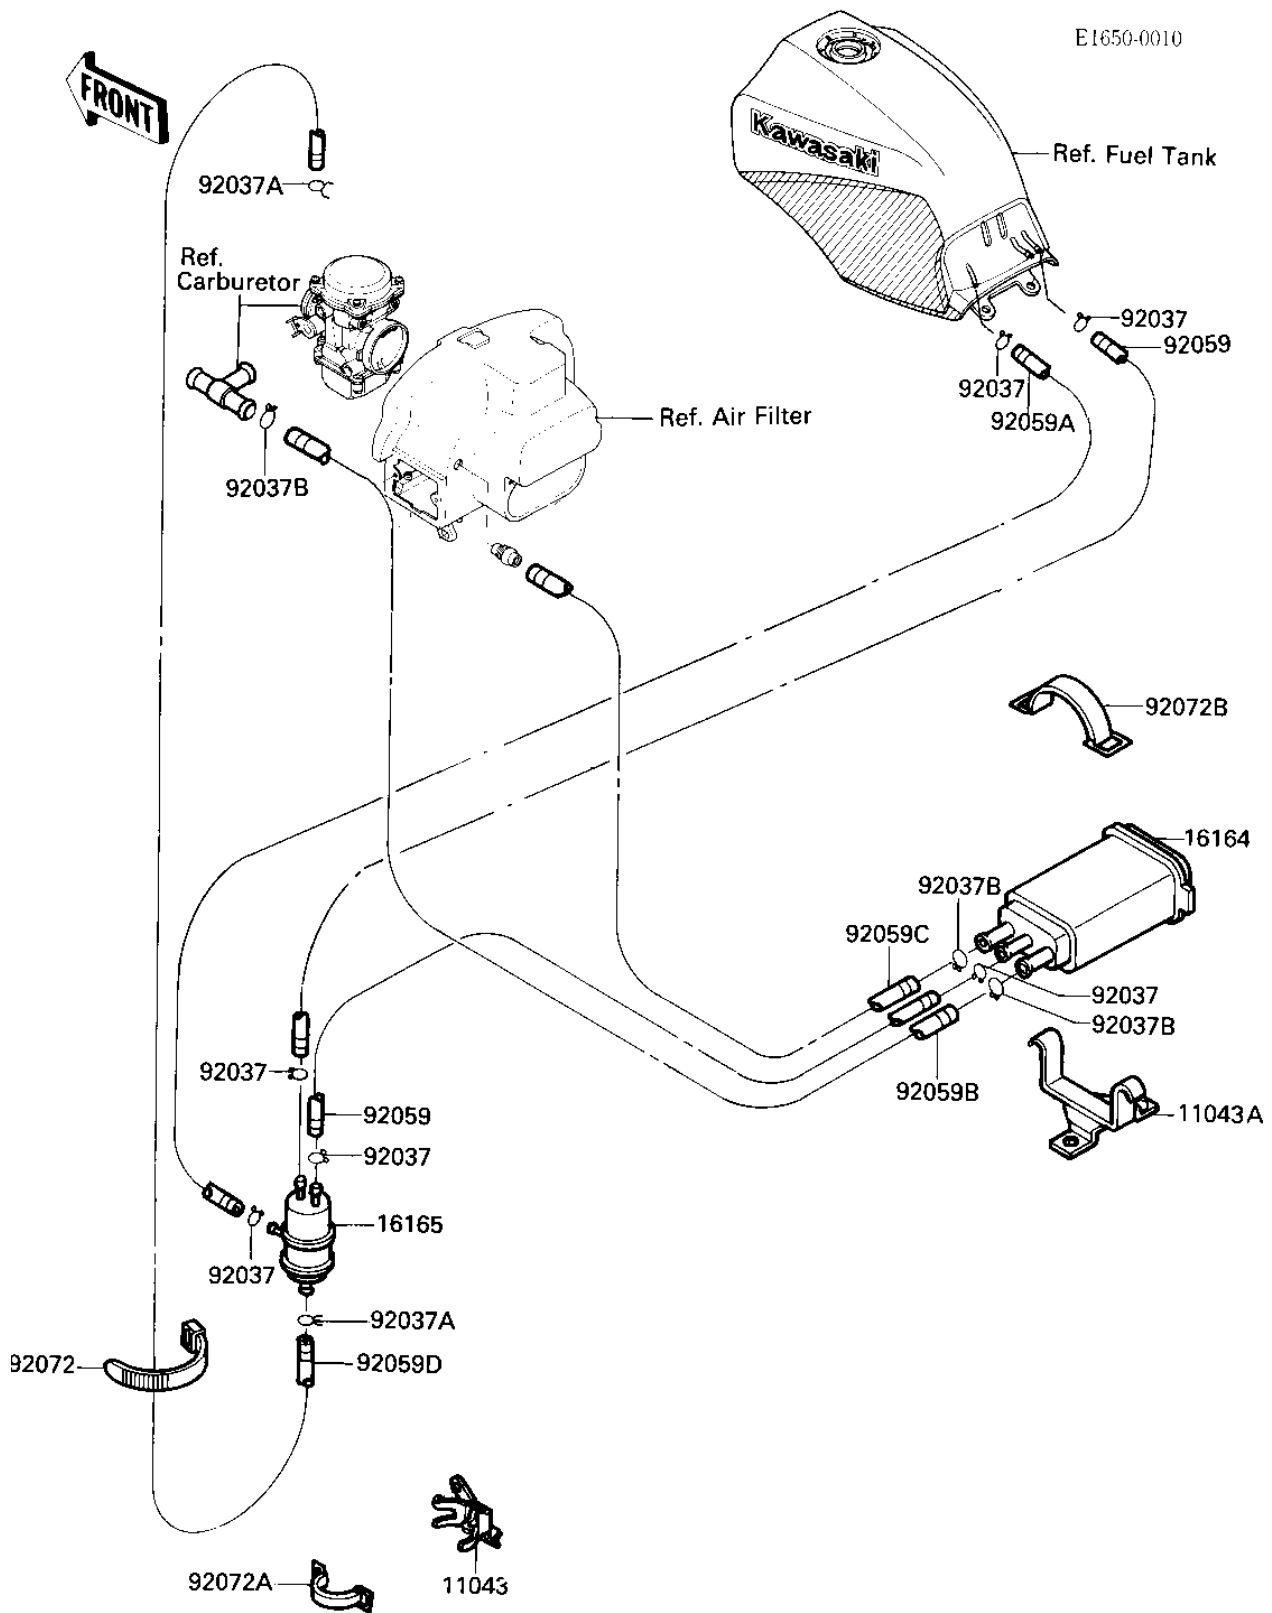 E1650-0010
FRONT
Kawasaki
Ref. Fuel Tank
92037A
Ref.
Carburetor
92037
92059
92037
92059A
Ref. Air Filter
92037B
92072B
16164
92037B
92059C
92037
92037B
92059B
11043A
92037
92059
92037
16165
92037
92037A
92059D
92072
92072A
11043